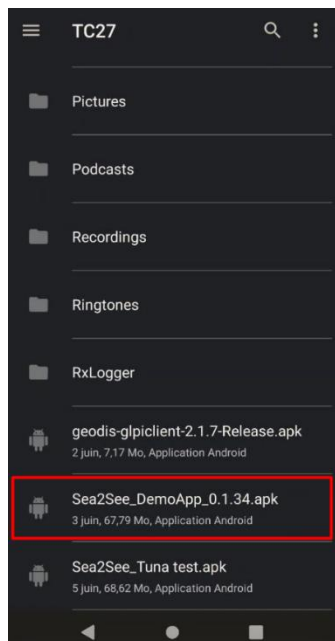 TC27
Pictures
Podcasts
Recordings
Ringtones
RxLogger
geodis-glpiclient-2.1.7-Release.apk
2 juin, 7,17 Mo, Application Android
Sea2See_DemoApp_0.1.34.apk
3 juin, 67,79 Mo, Application Android
Sea2See_Tuna test.apk
5 juin, 68,62 Mo, Application Android